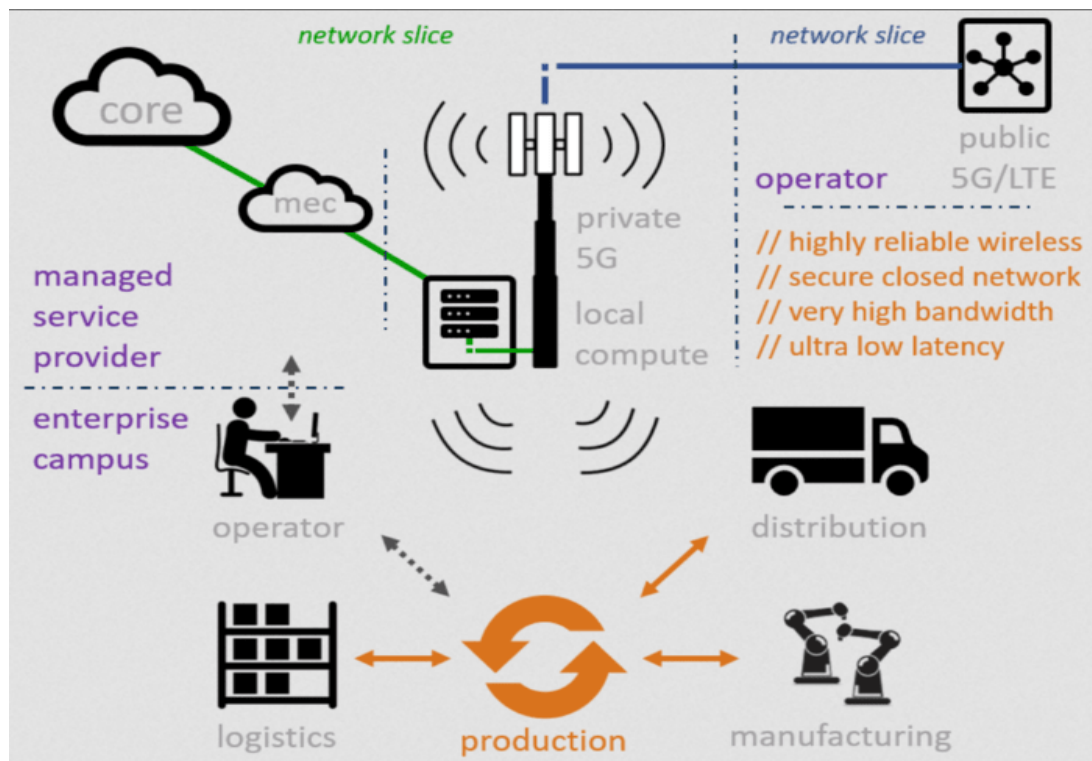 network slice
network slice
core
mec
public
5G/LTE
operator
private
5G
// highly reliable wireless
// secure closed network
// very high bandwidth
// ultra low latency
managed
service
provider
local
compute
enterprise
campus
operator
distribution
logistics
production
manufacturing